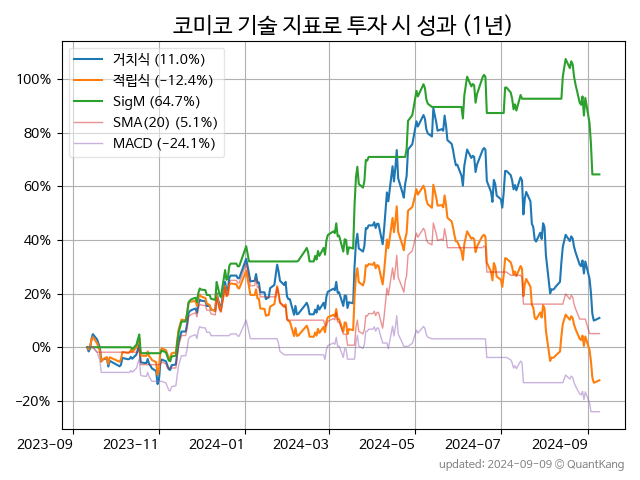 코미코 기술 지표로 투자 시 성과 (1년)
거치식 (11.0%)
적립식 (−12.4%)
SigM (64.7%)
SMA(20) (5.1%)
MACD (−24.1%)
100%
80%
60%
40%
20%
0%
−20%
2023-09
2023-11
2024-01
2024-03
2024-05
2024-07
2024-09
updated: 2024-09-09 © QuantKang